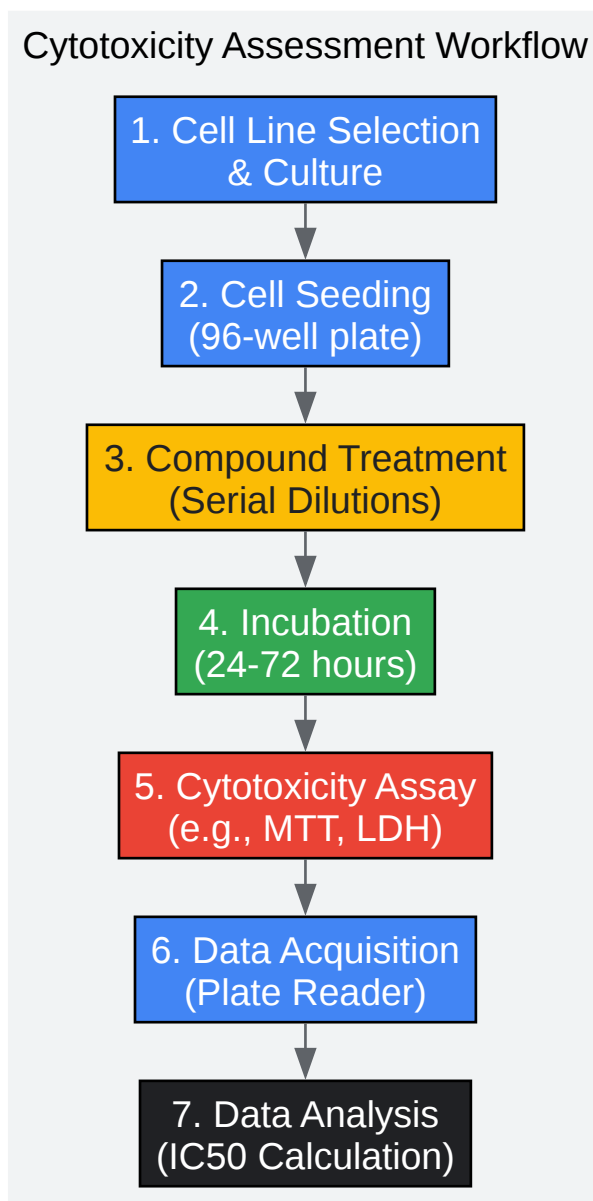 Cytotoxicity Assessment Workflow
1. Cell Line Selection
& Culture
2. Cell Seeding
(96-well plate)
3. Compound Treatment
(Serial Dilutions)
4. Incubation
(24-72 hours)
5. Cytotoxicity Assay
(e.g., MTT, LDH)
6. Data Acquisition
(Plate Reader)
7. Data Analysis
(IC50 Calculation)